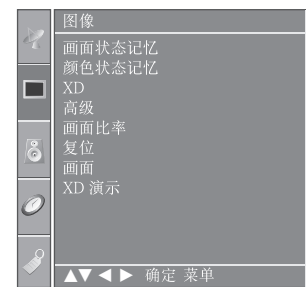 图像
画面状态记忆
颜色状态记忆
XD
高级
画面比率
复位
画面
XD 演示
▲▼ ◀ ▶ 确定 菜单